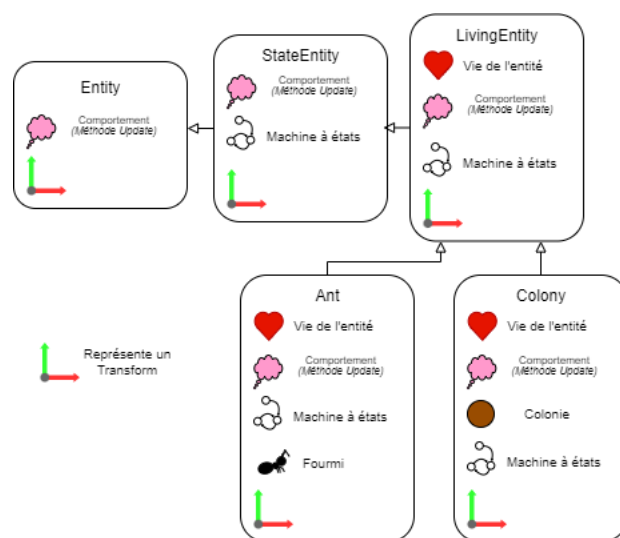 Entity
Comportement
(Méthode Update)
StateEntity
Comportement
(Méthode Update)
Machine à états
LivingEntity
Vie de l'entité
Comportement
(Méthode Update)
Machine à états
Représente un
Transform
Ant
Vie de l'entité
Comportement
(Méthode Update)
Machine à états
Fourmi
Colony
Vie de l'entité
Comportement
(Méthode Update)
Colonie
Machine à états